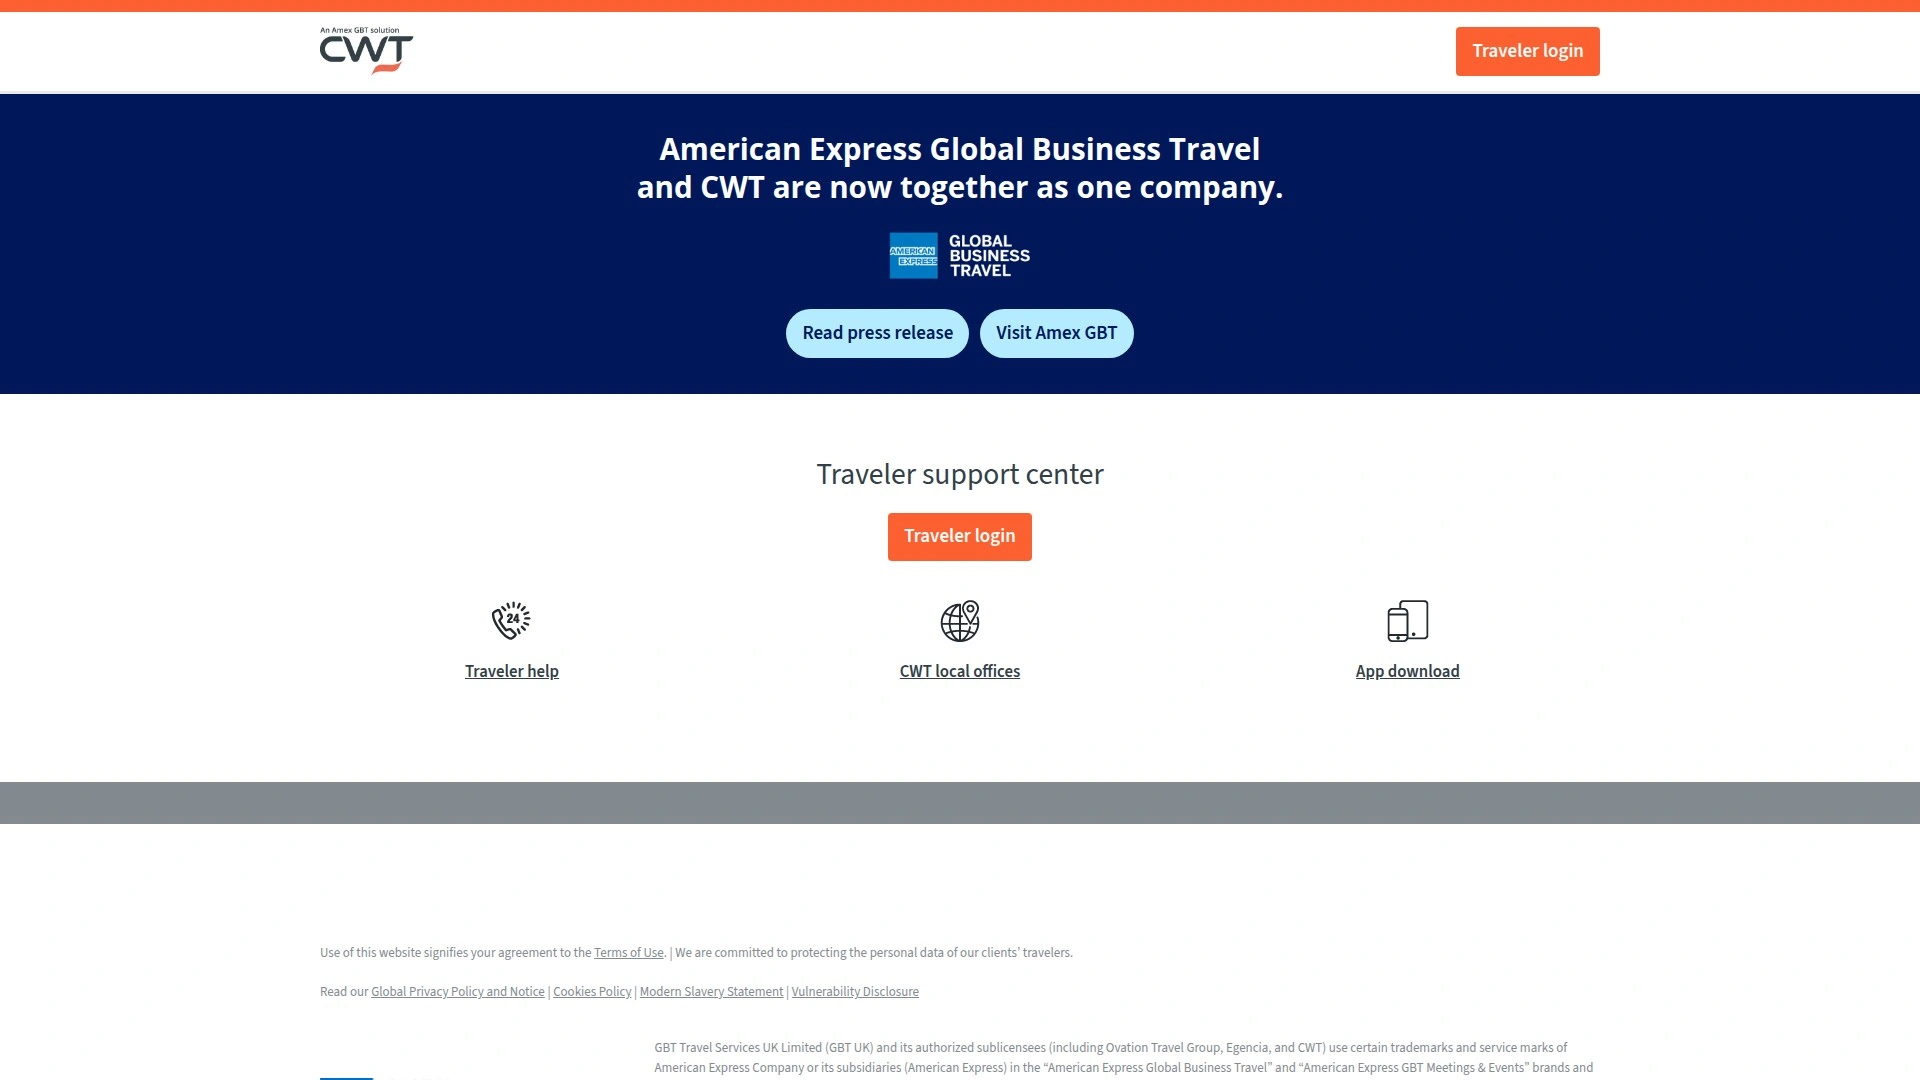 An Amex GBT solution
CWT
Traveler login
American Express Global Business Travel
and CWT are now together as one company.
AMERICAN
EXPRESS
GLOBAL
BUSINESS
TRAVEL
Read press release
Visit Amex GBT
Traveler support center
Traveler login
24
Traveler help
CWT local offices
App download
Use of this website signifies your agreement to the Terms of Use. | We are committed to protecting the personal data of our clients’ travelers.
Read our Global Privacy Policy and Notice | Cookies Policy | Modern Slavery Statement | Vulnerability Disclosure
GBT Travel Services UK Limited (GBT UK) and its authorized sublicensees (including Ovation Travel Group, Egencia, and CWT) use certain trademarks and service marks of
American Express Company or its subsidiaries (American Express) in the “American Express Global Business Travel” and “American Express GBT Meetings & Events” brands and